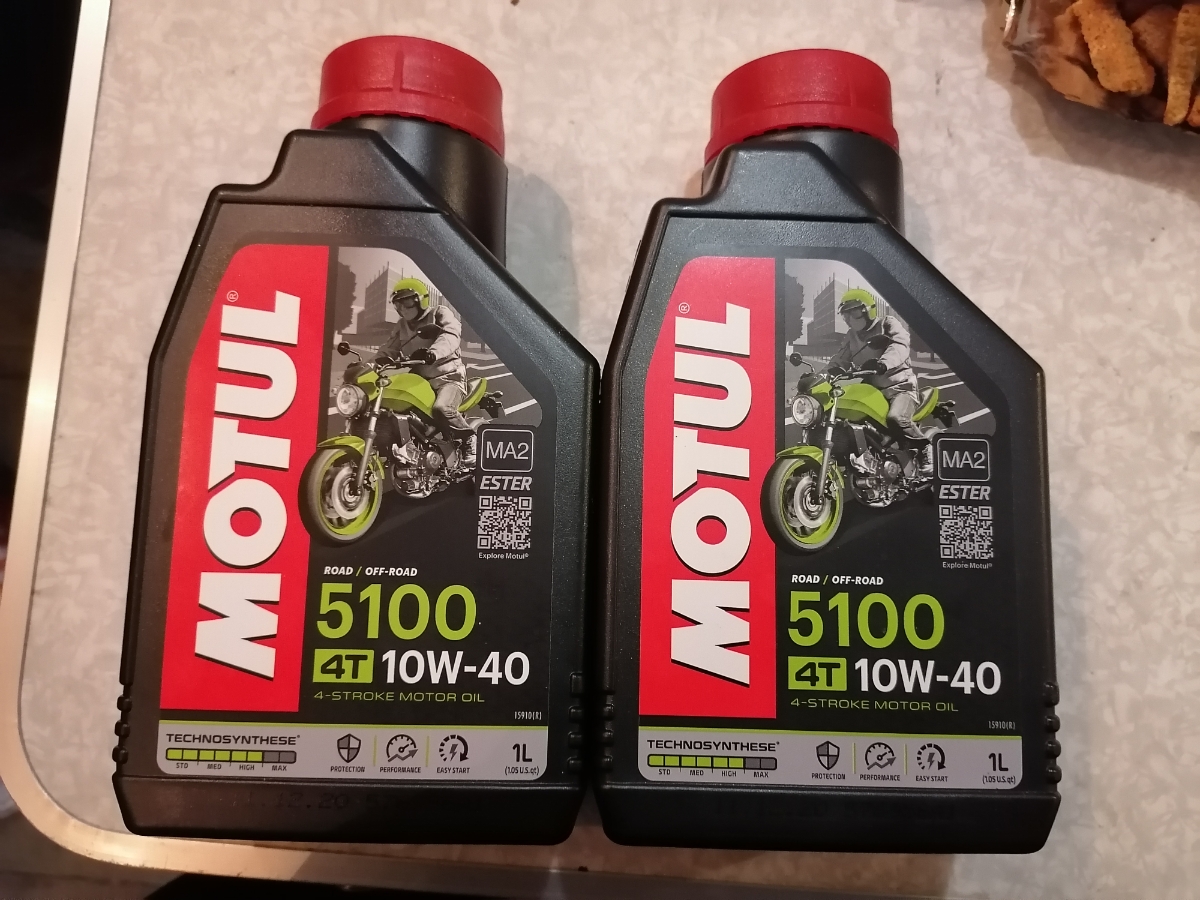 MOTUL®
MA2
ESTER
Explore Motul®
ROAD / OFF-ROAD
5100
4T 10W-40
4-STROKE MOTOR OIL
15910(R)
TECHNOSYNTHESE®
STD MED HIGH MAX
PROTECTION PERFORMANCE EASY START
1L
(1.05 U.S.qt)
MOTUL®
MA2
ESTER
Explore Motul®
ROAD / OFF-ROAD
5100
4T 10W-40
4-STROKE MOTOR OIL
15910(R)
TECHNOSYNTHESE®
STD MED HIGH MAX
PROTECTION PERFORMANCE EASY START
1L
(1.05 U.S.qt)